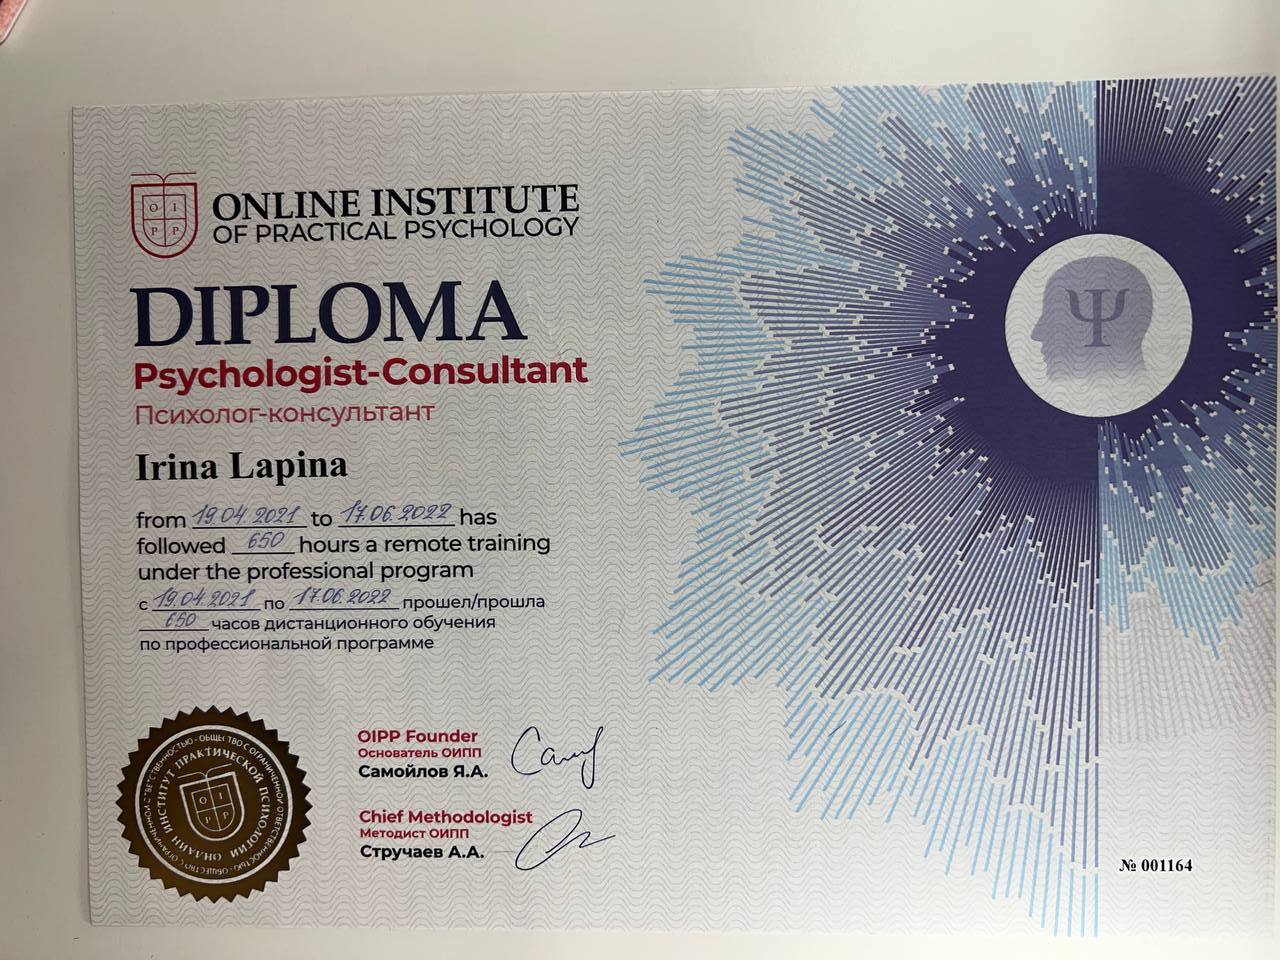 O I
P P
ONLINE INSTITUTE
OF PRACTICAL PSYCHOLOGY
DIPLOMA
Psychologist-Consultant
Психолог-консультант
Irina Lapina
from 19.04.2021 to 17.06.2022 has
followed 650 hours a remote training
under the professional program
с 19.04.2021 по 17.06.2022 прошел/прошла
650 часов дистанционного обучения
по профессиональной программе
OIPP Founder
Основатель ОИПП
Самойлов Я.А.
Chief Methodologist
Методист ОИПП
Стручаев А.А.
ОБЩЕСТВО С ОГРАНИЧЕННОЙ ОТВЕТСТВЕННОСТЬЮ · ОБЩЕСТВО С ОГРАНИЧЕННОЙ ОТВЕТСТВЕННОСТЬЮ ·
ОНЛАЙН ИНСТИТУТ ПРАКТИЧЕСКОЙ ПСИХОЛОГИИ
O I
P P
Ψ
№ 001164